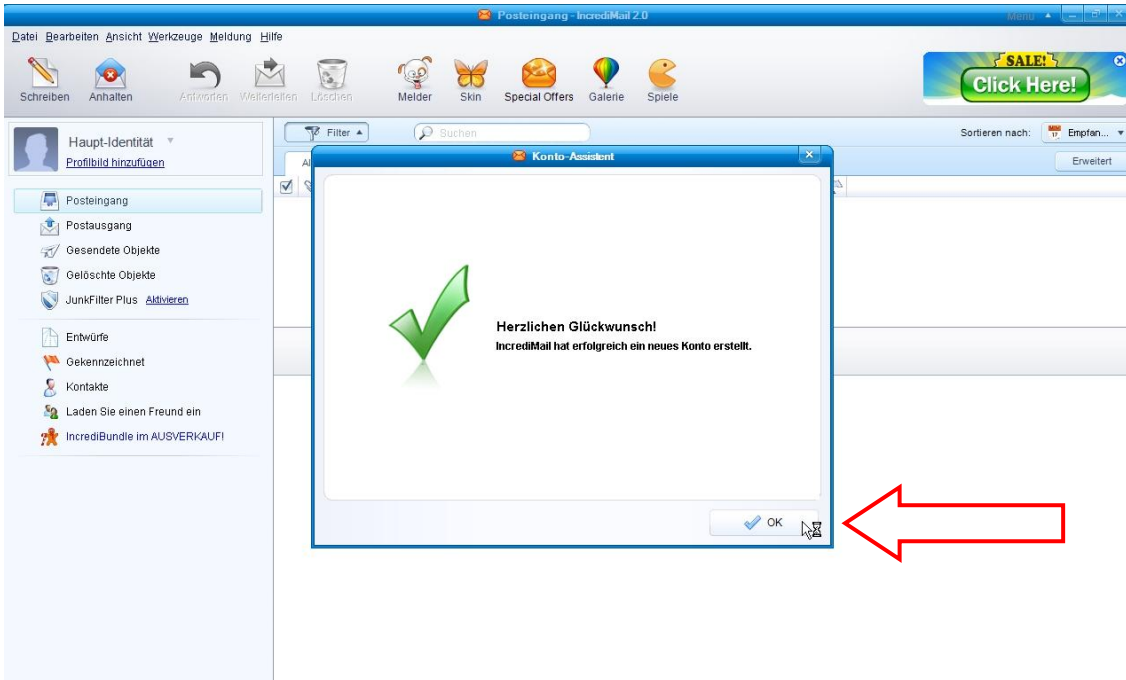 Posteingang - IncrediMail 2.0
Menü
Datei Bearbeiten Ansicht Werkzeuge Meldung Hilfe
Schreiben Anhalten Antworten Weiterleiten Löschen Melder Skin Special Offers Galerie Spiele
SALE!
Click Here!
Haupt-Identität
Profilbild hinzufügen
Filter
Suchen
Sortieren nach: Empfan...
Erweitert
Konto-Assistent
Posteingang
Postausgang
Gesendete Objekte
Gelöschte Objekte
JunkFilter Plus Aktivieren
Entwürfe
Gekennzeichnet
Kontakte
Laden Sie einen Freund ein
IncrediBundle im AUSVERKAUF!
Herzlichen Glückwunsch!
IncrediMail hat erfolgreich ein neues Konto erstellt.
OK